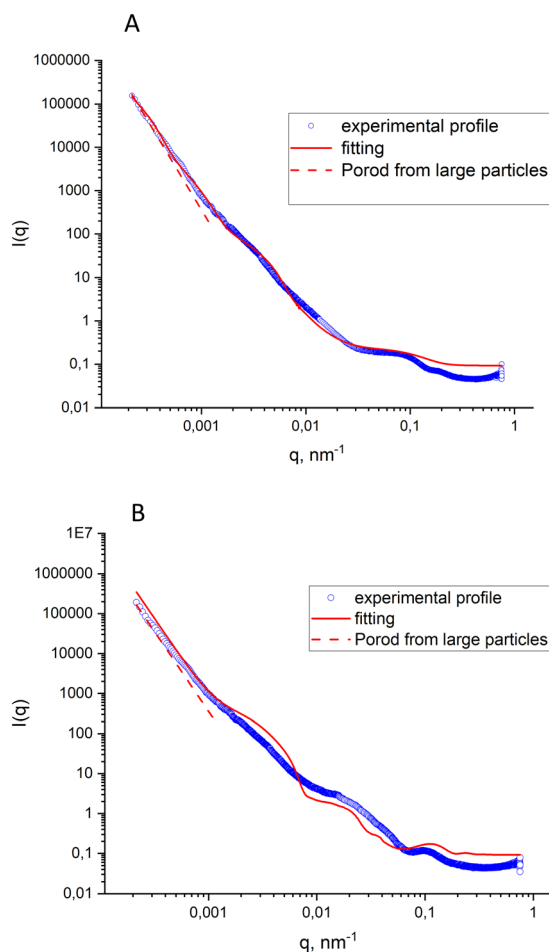 A
1000000
100000
10000
1000
100
10
1
0,1
0,01
I(q)
experimental profile
fitting
Porod from large particles
0,001
0,01
0,1
1
q, nm-1
B
1E7
1000000
100000
10000
1000
100
10
1
0,1
0,01
I(q)
experimental profile
fitting
Porod from large particles
0,001
0,01
0,1
1
q, nm-1